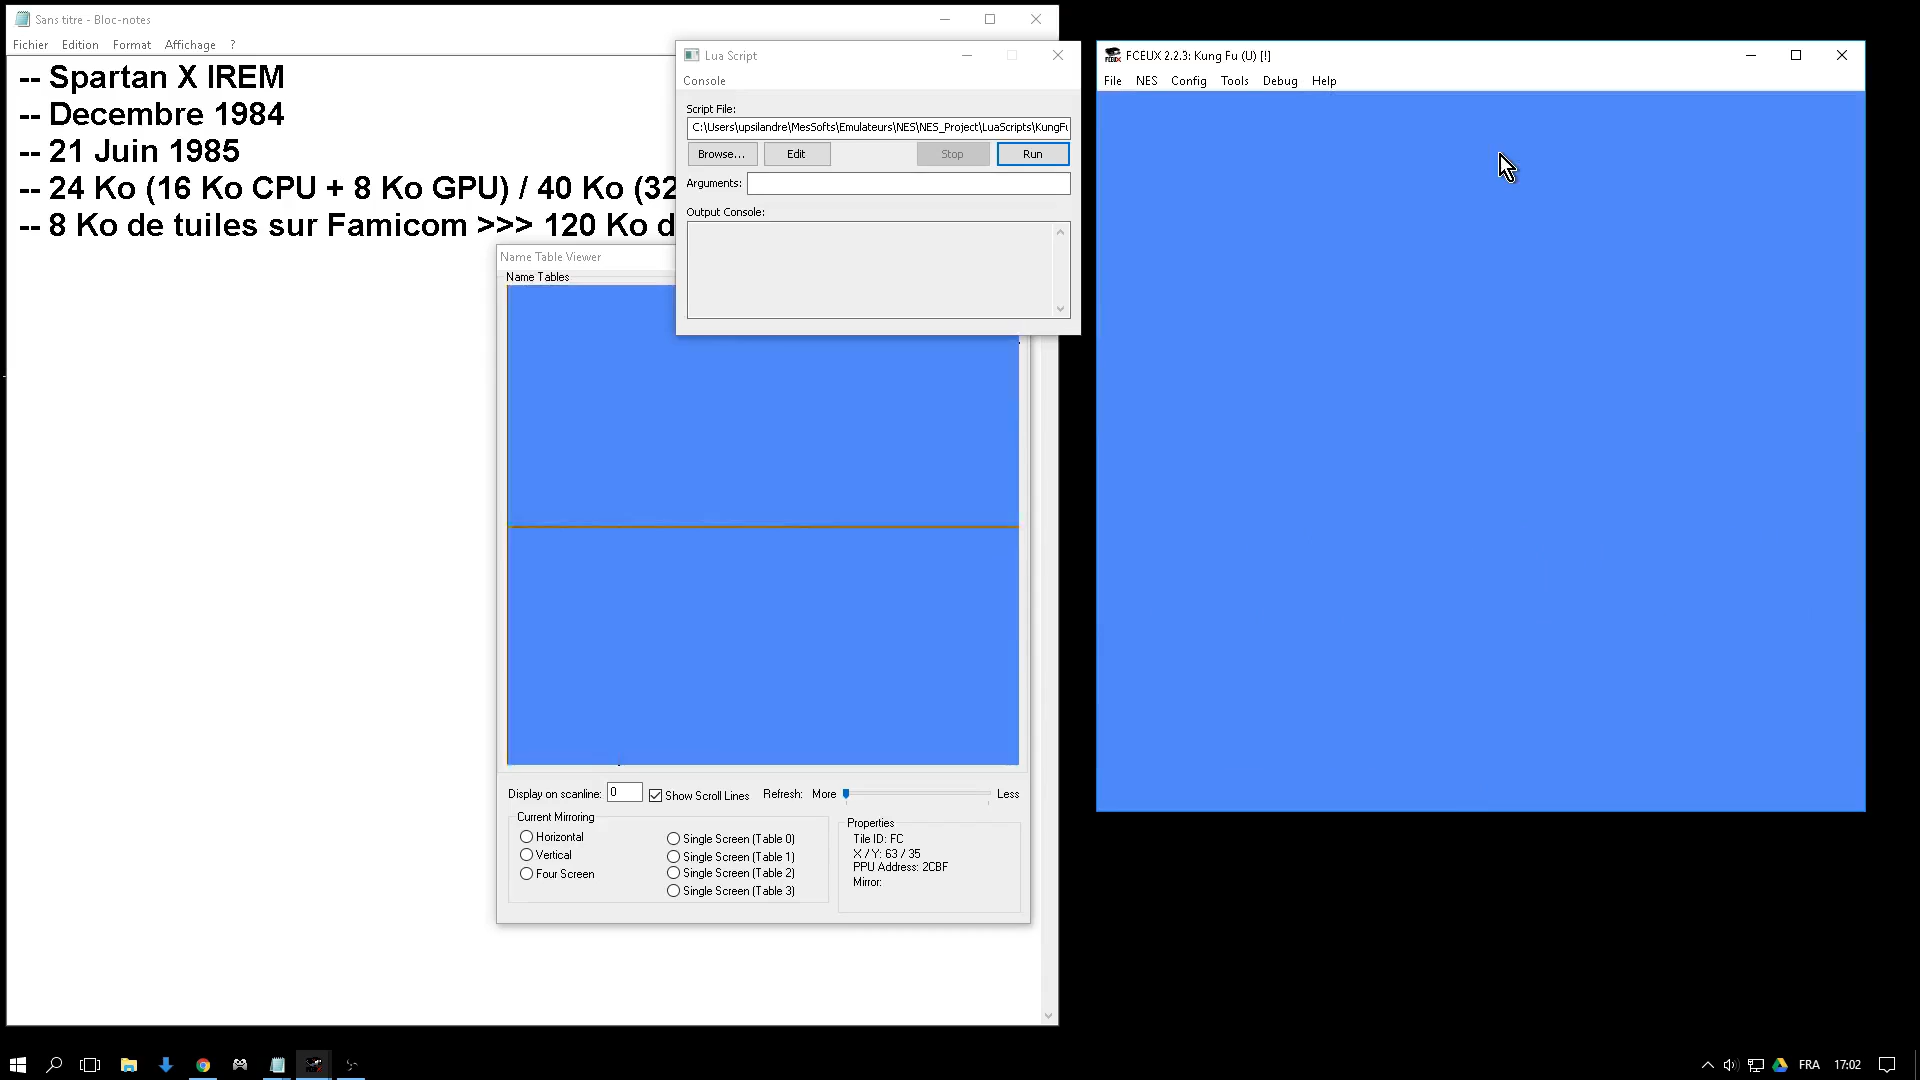 Sans titre - Bloc-notes
Fichier Edition Format Affichage ?
-- Spartan X IREM
-- Decembre 1984
-- 21 Juin 1985
-- 24 Ko (16 Ko CPU + 8 Ko GPU) / 40 Ko (32
-- 8 Ko de tuiles sur Famicom >>> 120 Ko d
Lua Script
Console
Script File:
C:\Users\upsilandre\MesSofts\Emulateurs\NES\NES_Project\LuaScripts\KungFu
Browse... Edit Stop Run
Arguments:
Output Console:
FCEUX 2.2.3: Kung Fu (U) [!]
File NES Config Tools Debug Help
Name Table Viewer
Name Tables
Display on scanline: 0 Show Scroll Lines Refresh: More Less
Current Mirroring
Horizontal
Vertical
Four Screen
Single Screen (Table 0)
Single Screen (Table 1)
Single Screen (Table 2)
Single Screen (Table 3)
Properties
Tile ID: FC
X / Y: 63 / 35
PPU Address: 2CBF
Mirror:
FRA 17:02